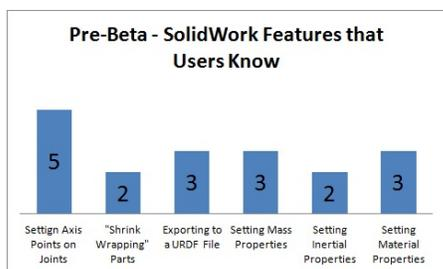 Pre-Beta - SolidWork Features that
Users Know
5
2
3
3
2
3
Settign Axis
Points on
Joints
"Shrink
Wrapping"
Parts
Exporting to
a URDF File
Setting Mass
Properties
Setting
Inertial
Properties
Setting
Material
Properties